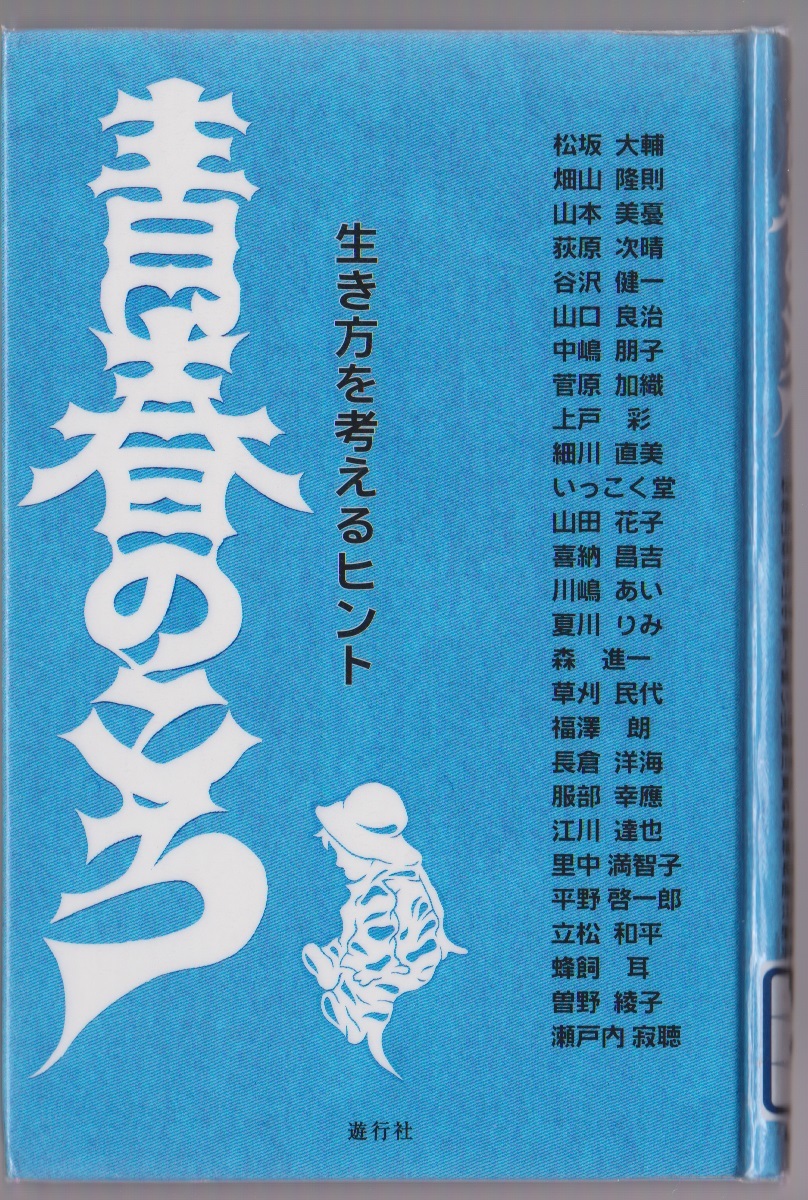 青春のころ
生き方を考えるヒント
松坂 大輔
畑山 隆則
山本 美憂
荻原 次晴
谷沢 健一
山口 良治
中嶋 朋子
菅原 加織
上戸 彩
細川 直美
いっこく堂
山田 花子
喜納 昌吉
川嶋 あい
夏川 りみ
森 進一
草刈 民代
福澤 朗
長倉 洋海
服部 幸應
江川 達也
里中 満智子
平野 啓一郎
立松 和平
蜂飼 耳
曽野 綾子
瀬戸内 寂聴
遊行社